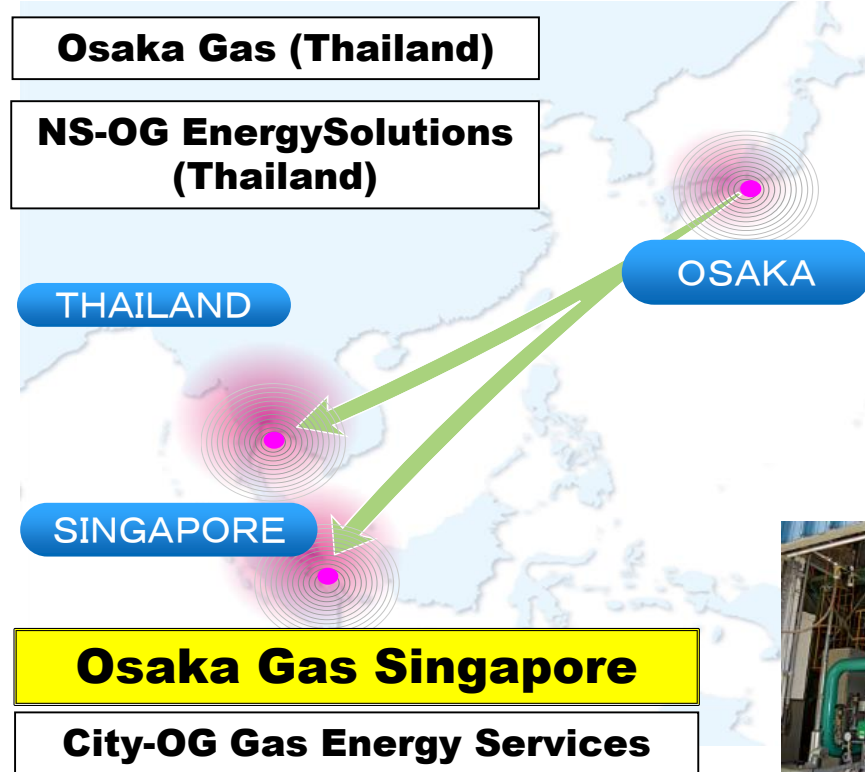 Osaka Gas (Thailand)
NS-OG EnergySolutions
(Thailand)
OSAKA
THAILAND
SINGAPORE
Osaka Gas Singapore
City-OG Gas Energy Services